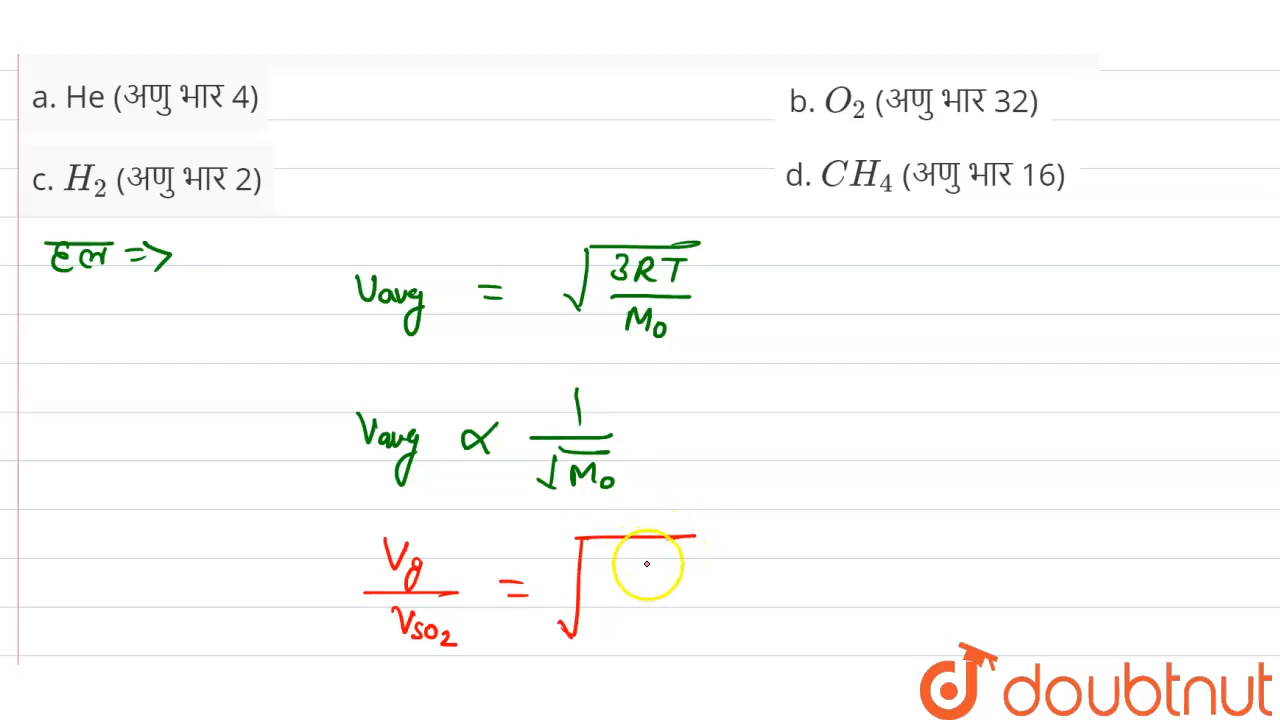 a. He (अणु भार 4)
b. O₂ (अणु भार 32)
c. H₂ (अणु भार 2)
d. CH₄ (अणु भार 16)
हल =>
Vavg = √(3RT/M₀)
Vavg ∝ 1/√M₀
Vg/VSO₂ = √
doubtnut